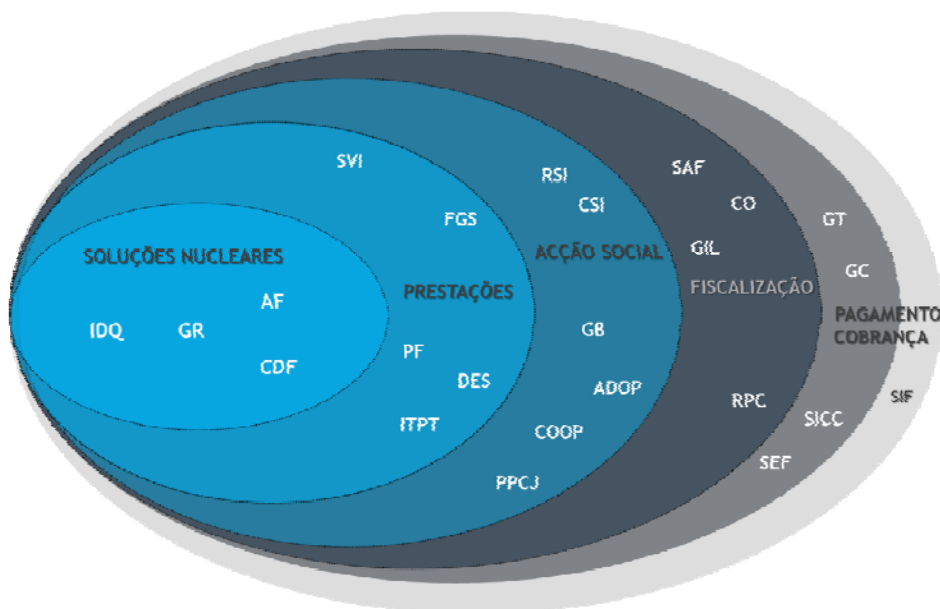 SVI
FGS
SOLUÇÕES NUCLEARES
AF
IDQ
GR
CDF
PRESTAÇÕES
PF
DES
ITPT
RSI
CSI
ACÇÃO SOCIAL
GB
ADOP
COOP
PPCJ
SAF
CO
GIL
FISCALIZAÇÃO
RPC
GT
GC
PAGAMENTO
COBRANÇA
SICC
SEF
SIF